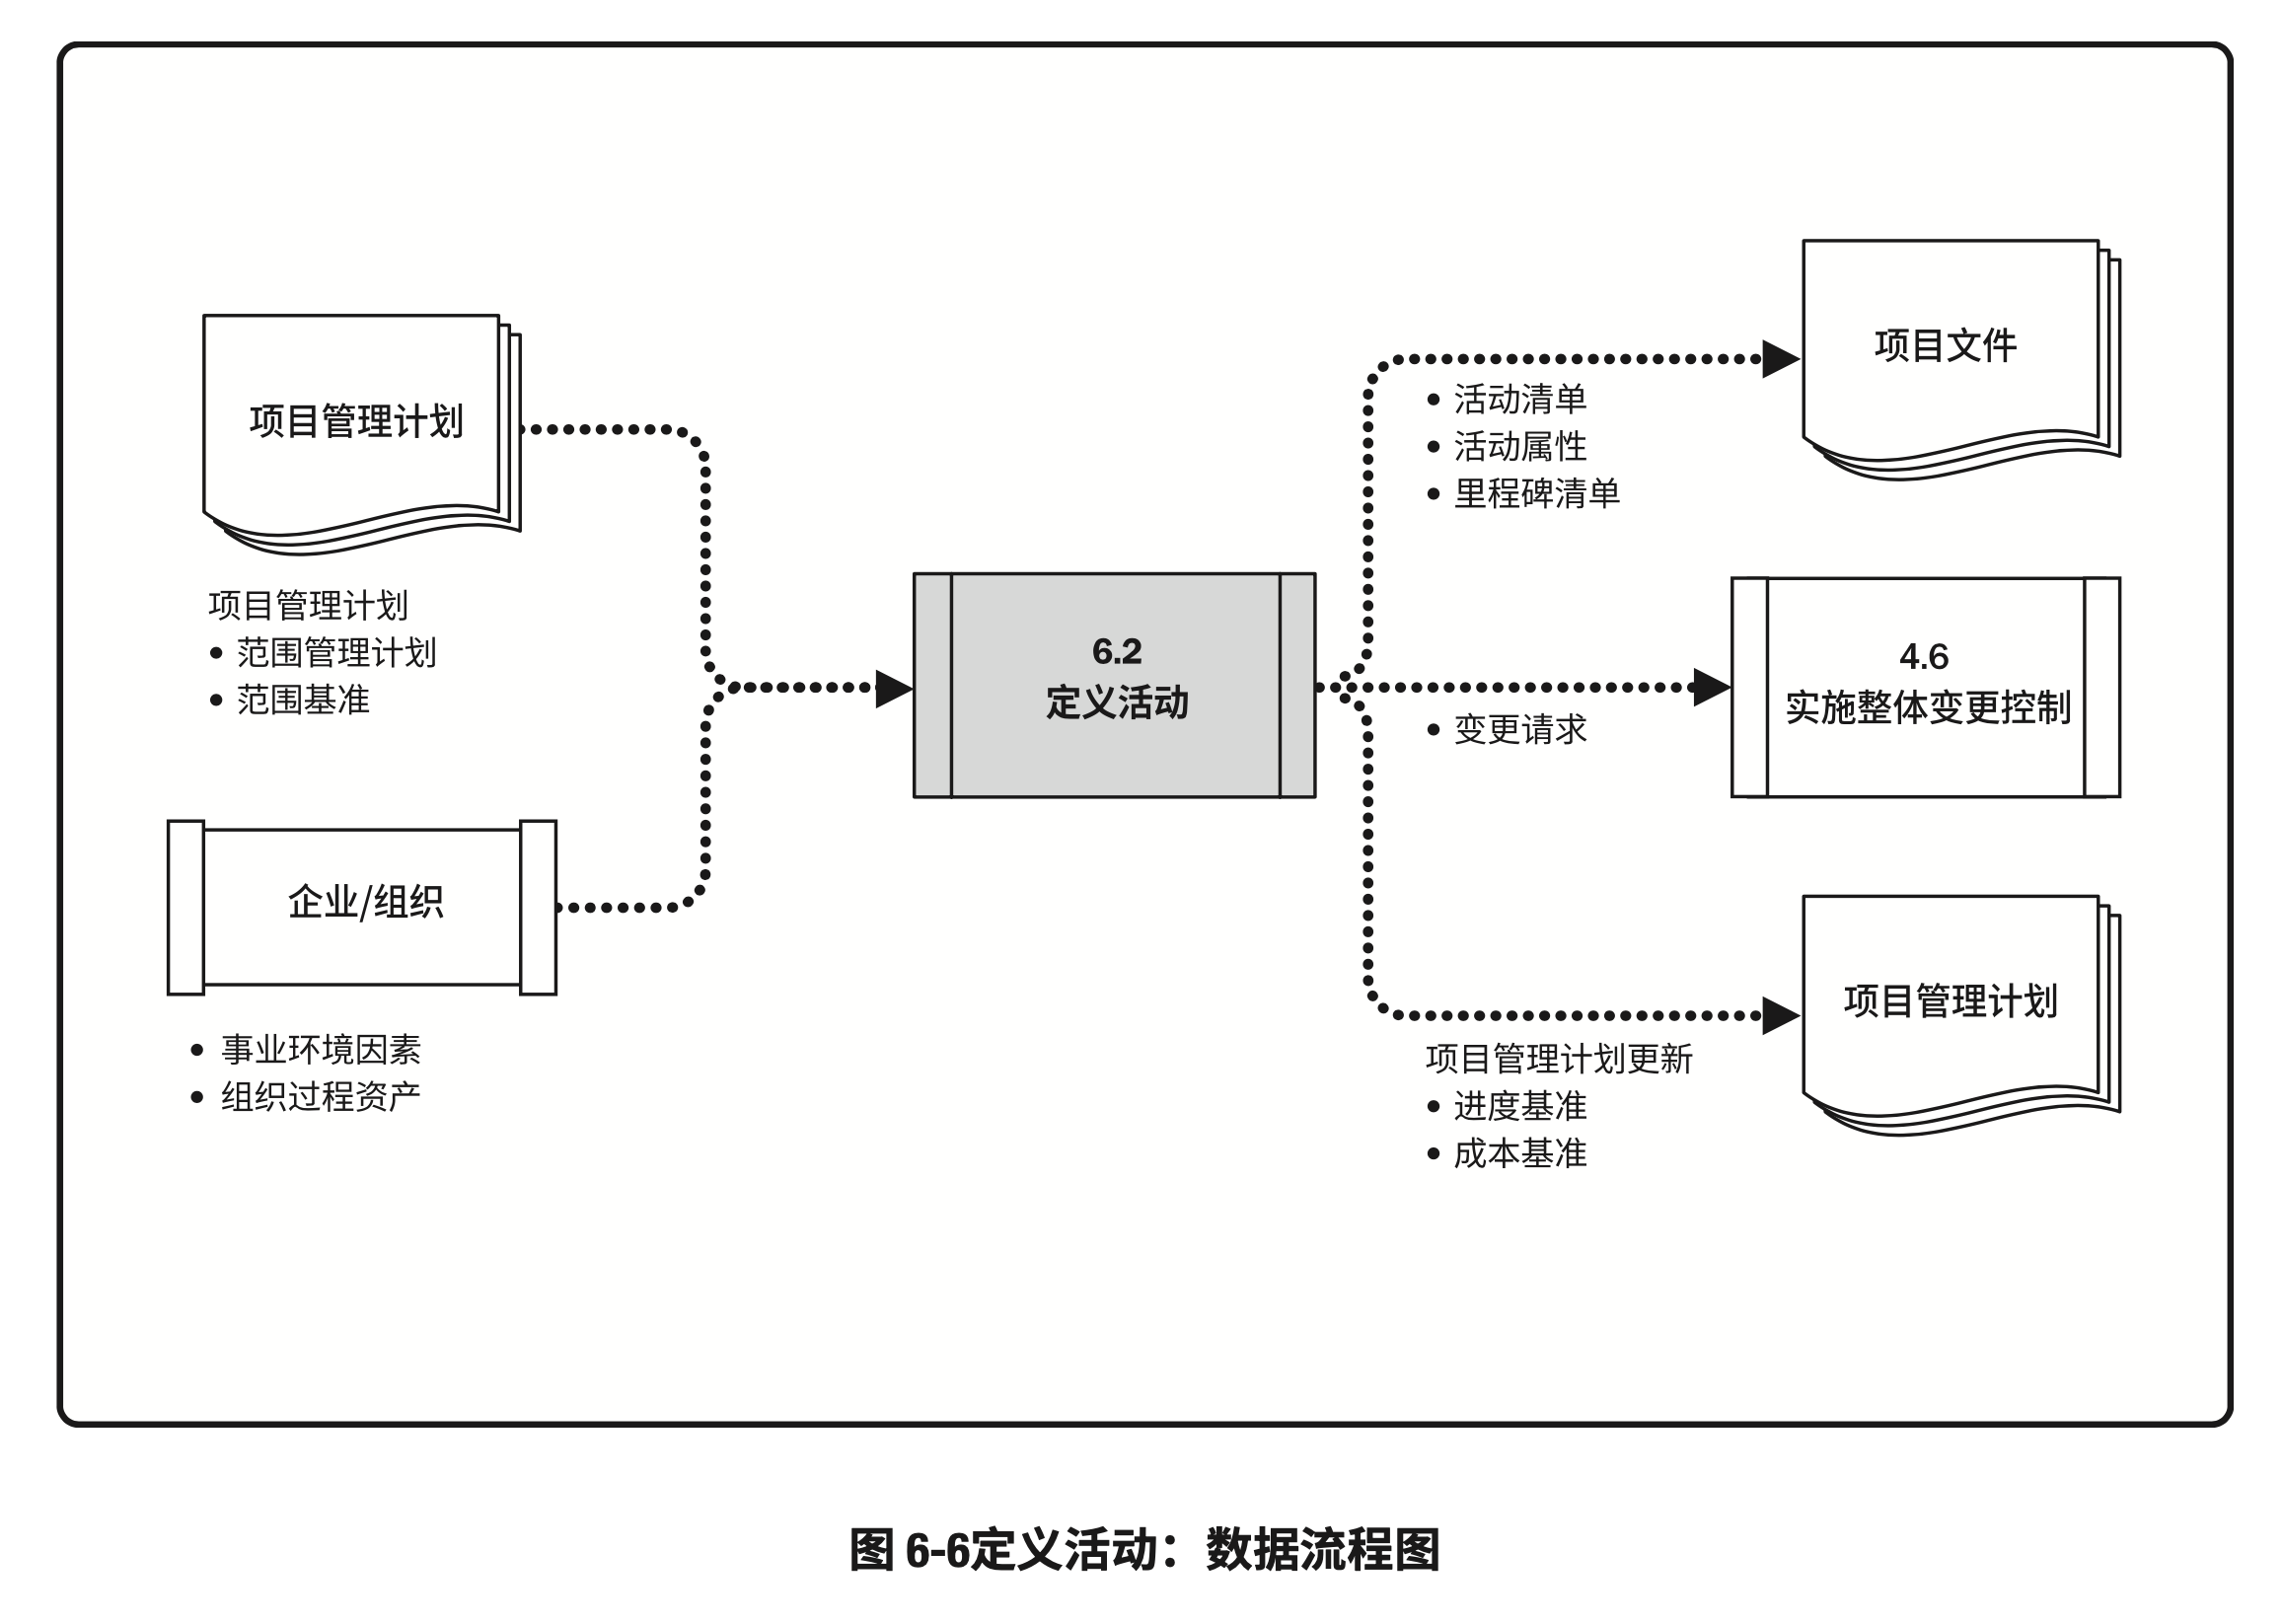 项目管理计划
项目管理计划
● 范围管理计划
● 范围基准
企业/组织
● 事业环境因素
● 组织过程资产
6.2
定义活动
● 活动清单
● 活动属性
● 里程碑清单
项目文件
● 变更请求
4.6
实施整体变更控制
项目管理计划更新
● 进度基准
● 成本基准
项目管理计划
图 6-6定义活动：数据流程图